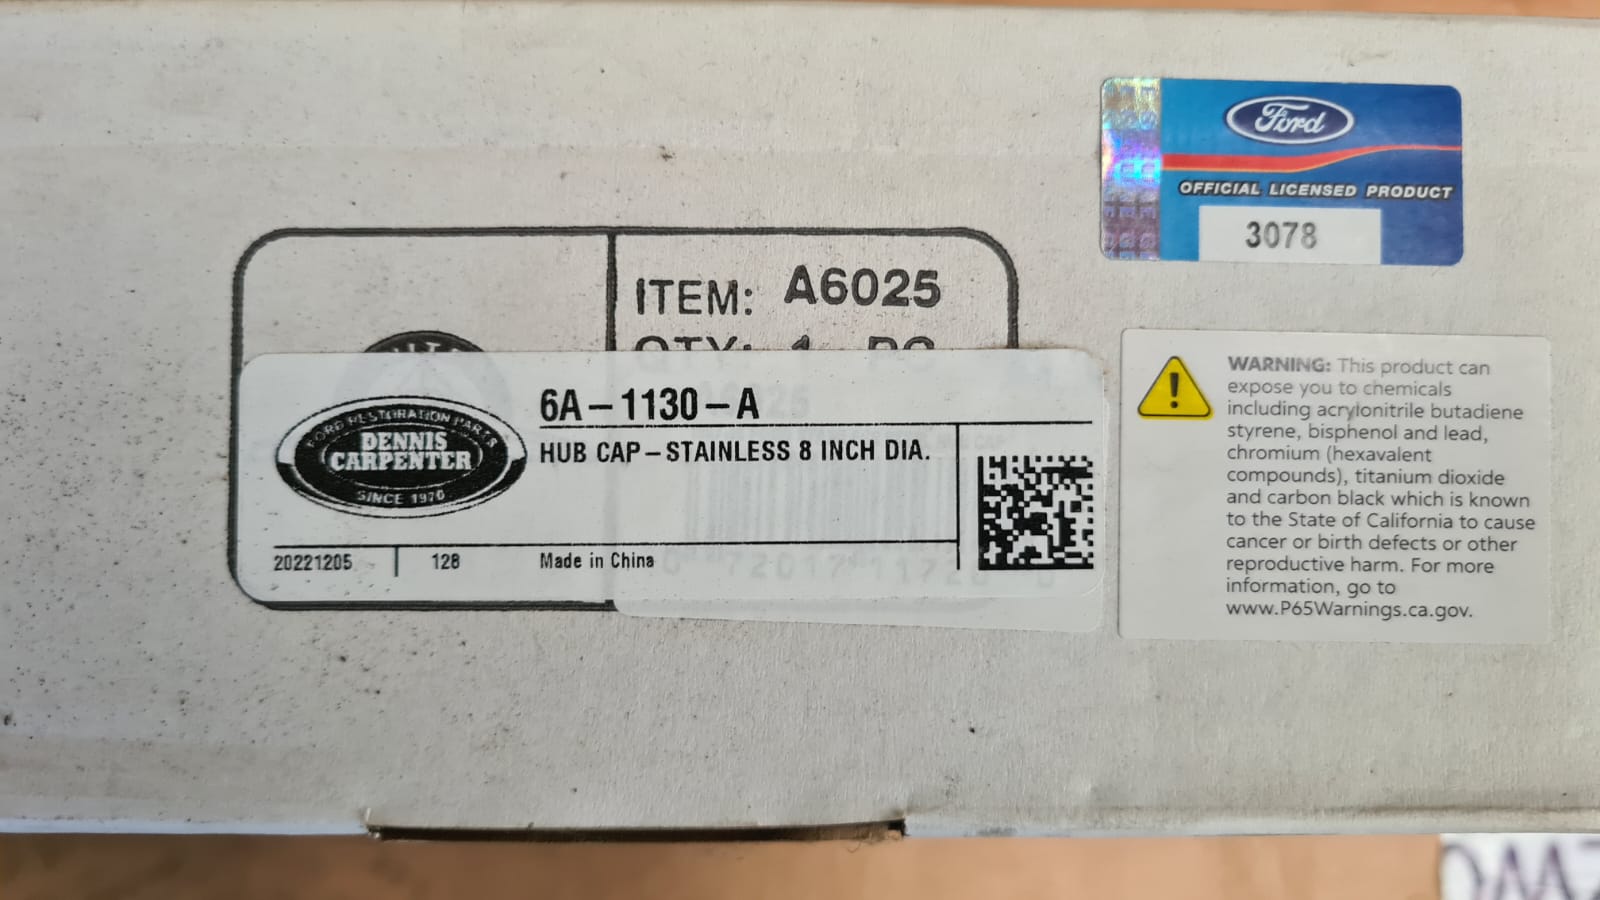 Ford
OFFICIAL LICENSED PRODUCT
3078
ITEM: A6025
QTY: 1 PC
6A-1130-A
HUB CAP-STAINLESS 8 INCH DIA.
FORD RESTORATION PARTS
DENNIS
CARPENTER
SINCE 1970
20221205 128 Made in China
WARNING: This product can
expose you to chemicals
including acrylonitrile butadiene
styrene, bisphenol and lead,
chromium (hexavalent
compounds), titanium dioxide
and carbon black which is known
to the State of California to cause
cancer or birth defects or other
reproductive harm. For more
information, go to
www.P65Warnings.ca.gov.